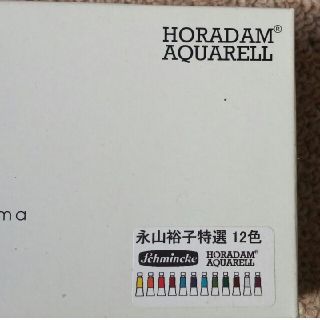 HORADAM®
AQUARELL
ma
永山裕子特選 12色
Schmincke
HORADAM®
AQUARELL